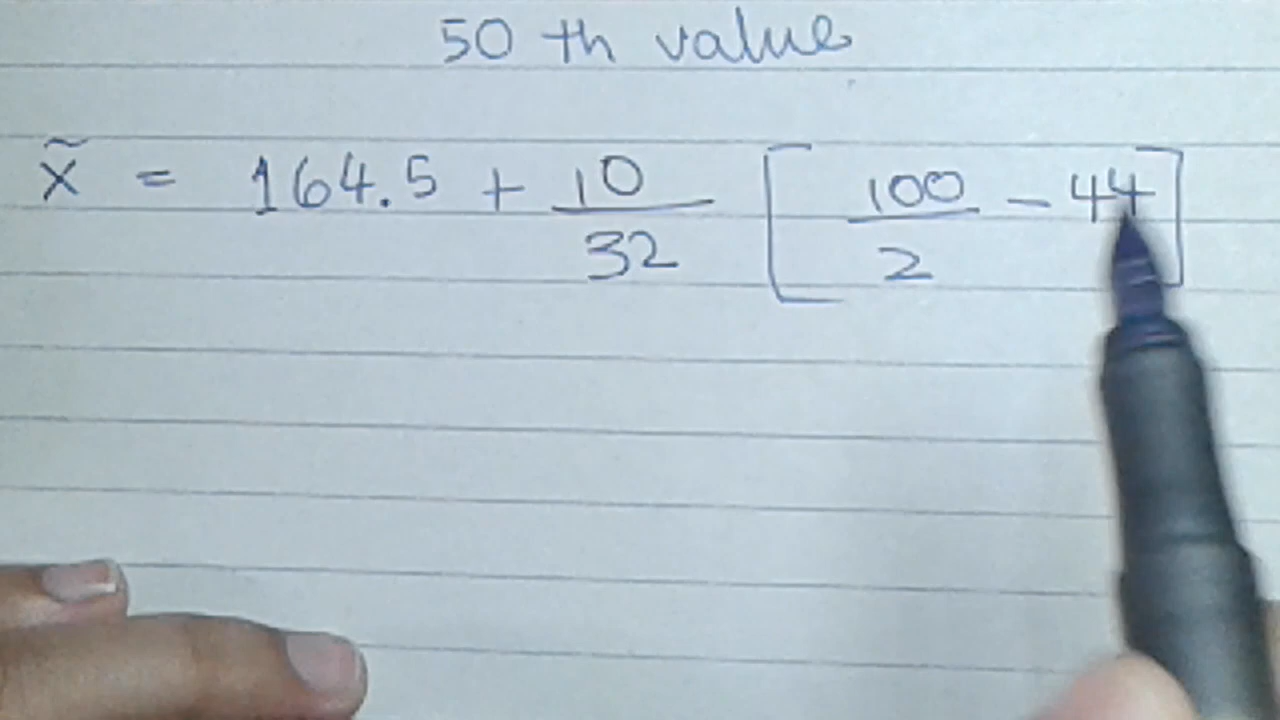 50 th value
x̃ = 164.5 + 10/32 [ 100/2 - 44 ]